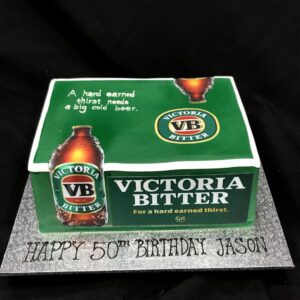 A hard earned
thirst needs
a big cold beer.
VICTORIA
VB
BITTER
VICTORIA
VB
BITTER
VICTORIA
BITTER
For a hard earned thirst.
HAPPY 50TH BIRTHDAY JASON